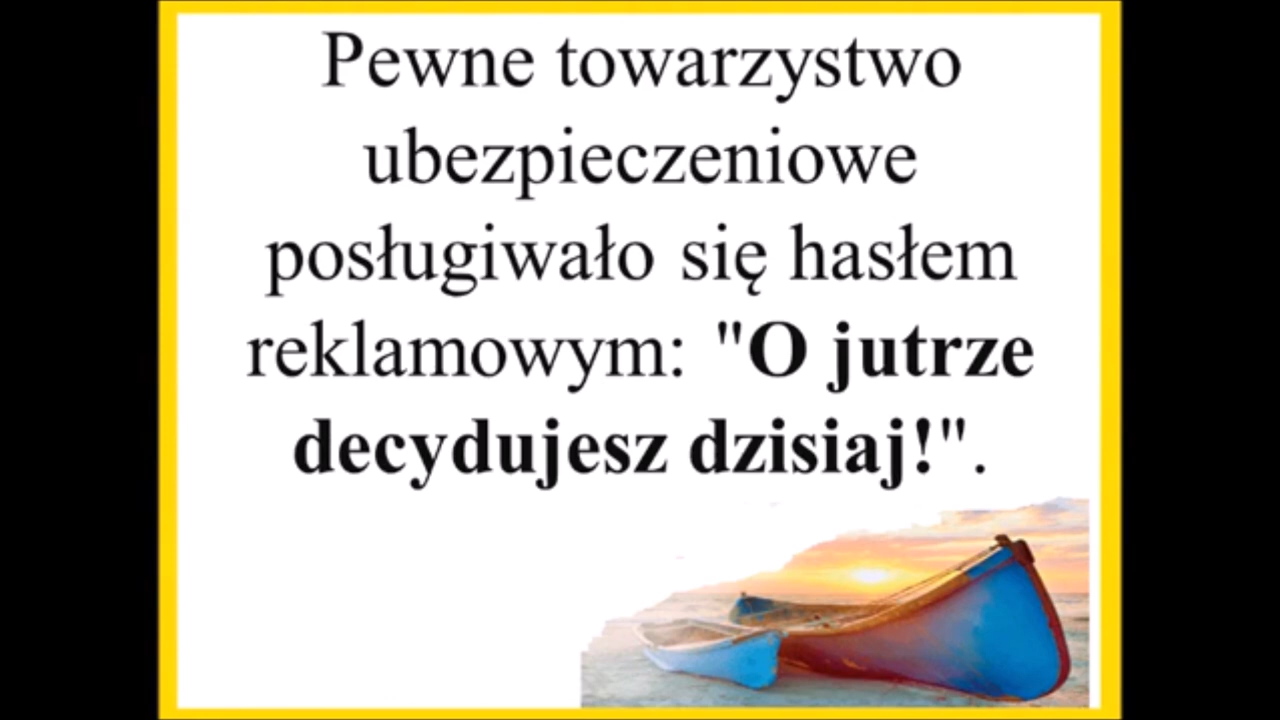 Pewne towarzystwo
ubezpieczeniowe
posługiwało się hasłem
reklamowym: "O jutrze
decydujesz dzisiaj!".